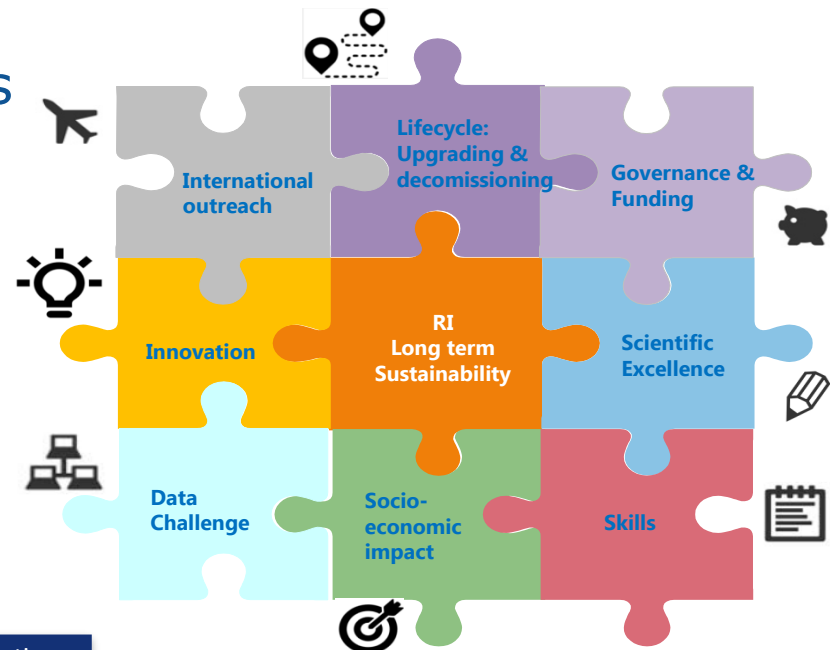 s
International
outreach
Lifecycle:
Upgrading &
decomissioning
Governance &
Funding
Innovation
RI
Long term
Sustainability
Scientific
Excellence
Data
Challenge
Socio-
economic
impact
Skills